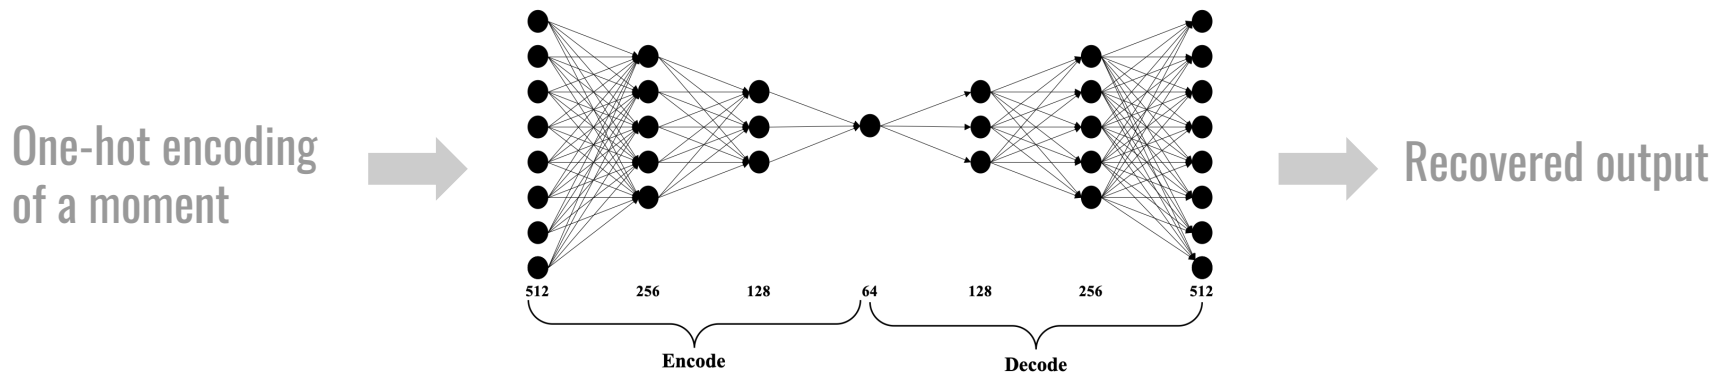 One-hot encoding
of a moment
Recovered output
512 256 128 64 128 256 512
Encode
Decode